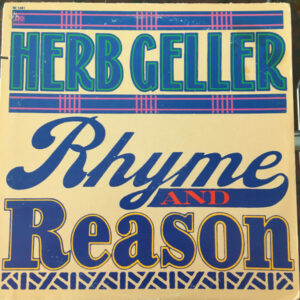 HERB GELLER
Rhyme
AND
Reason